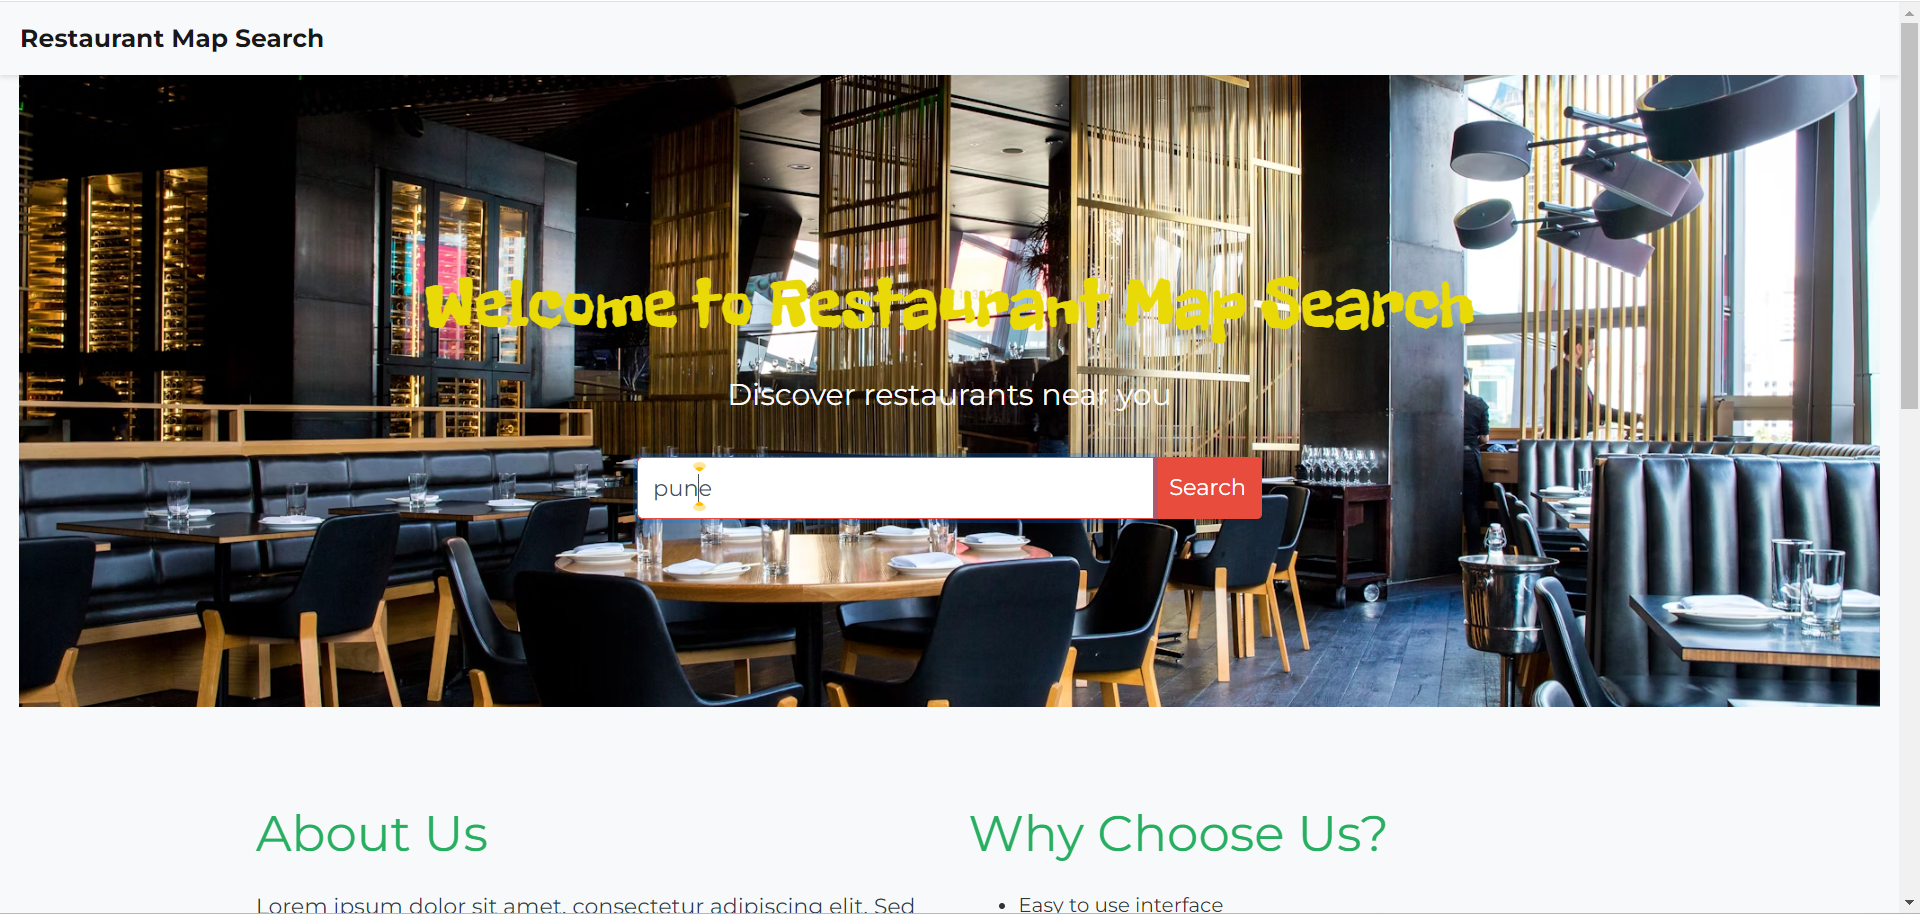 Restaurant Map Search
Welcome to Restaurant Map Search
Discover restaurants near you
pune
Search
About Us
Why Choose Us?
Lorem ipsum dolor sit amet, consectetur adipiscing elit. Sed
Easy to use interface